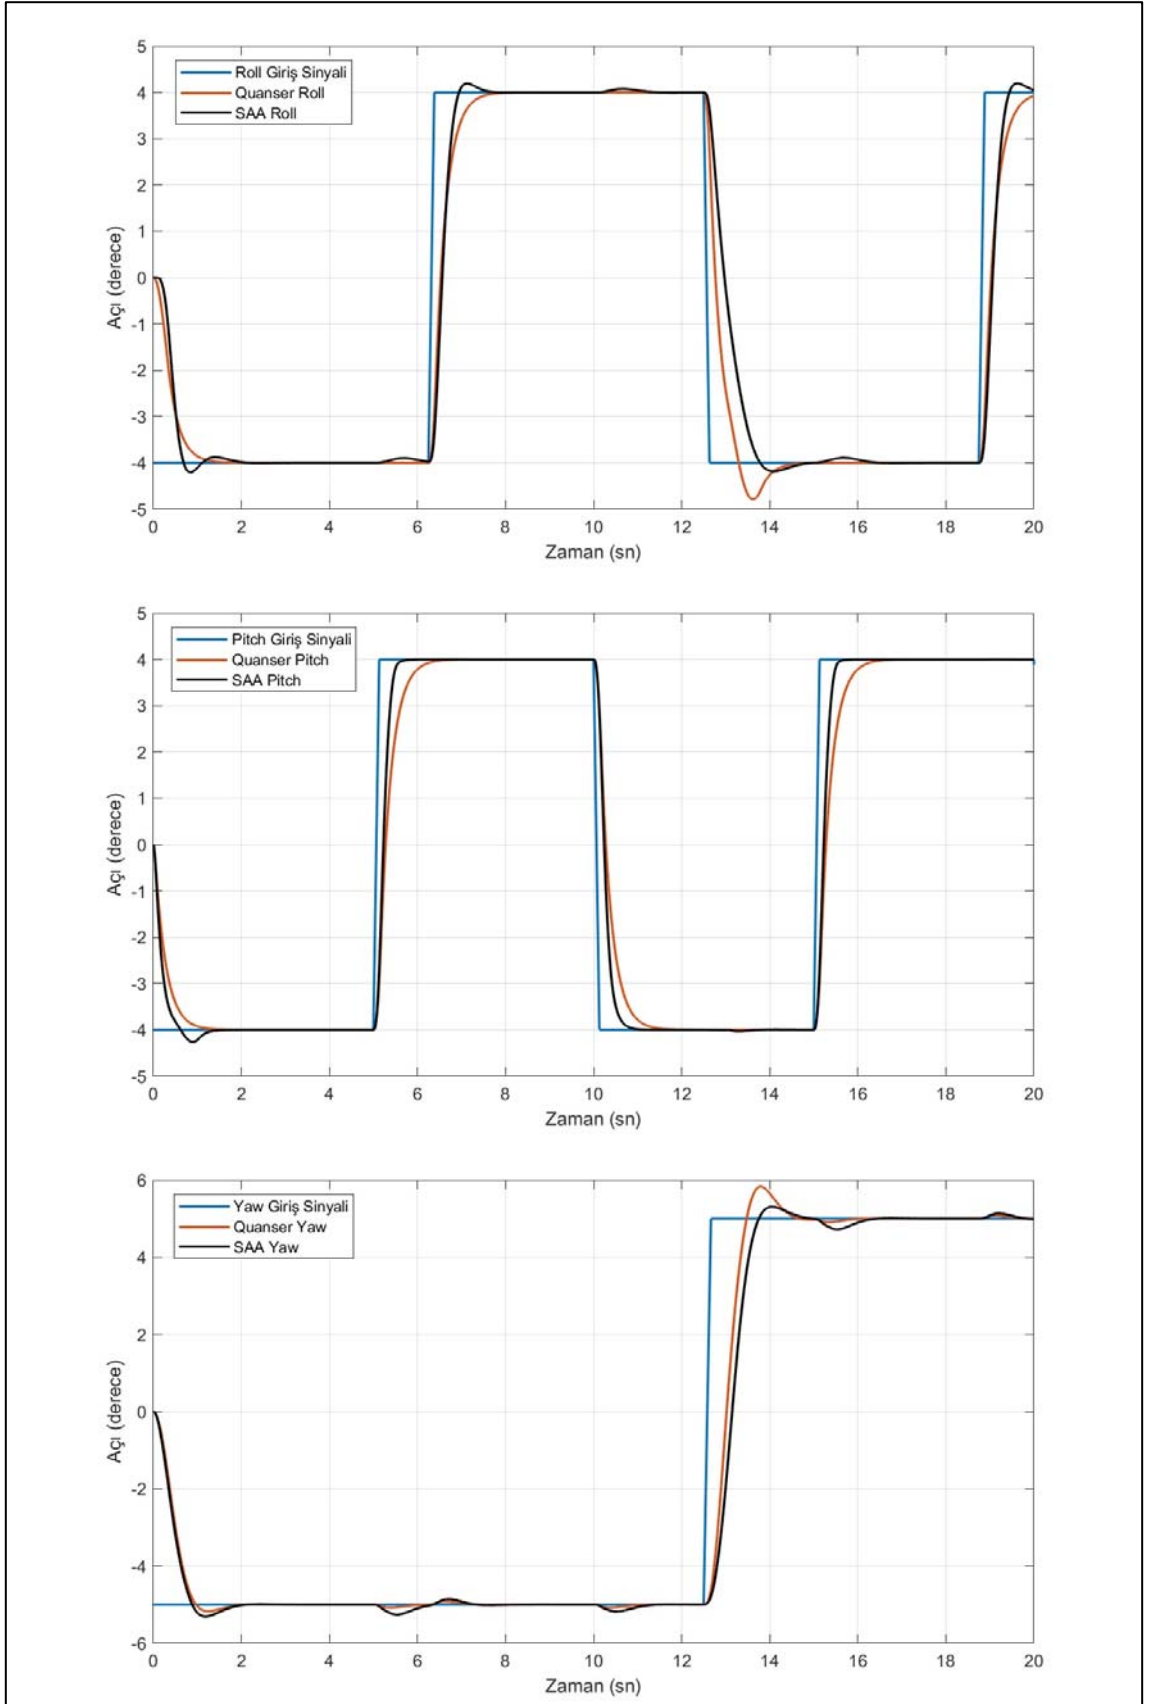 5
4
3
2
1
0
-1
-2
-3
-4
-5
Açı (derece)
Roll Giriş Sinyali
Quanser Roll
SAA Roll
0 2 4 6 8 10 12 14 16 18 20
Zaman (sn)
5
4
3
2
1
0
-1
-2
-3
-4
-5
Açı (derece)
Pitch Giriş Sinyali
Quanser Pitch
SAA Pitch
0 2 4 6 8 10 12 14 16 18 20
Zaman (sn)
6
4
2
0
-2
-4
-6
Açı (derece)
Yaw Giriş Sinyali
Quanser Yaw
SAA Yaw
0 2 4 6 8 10 12 14 16 18 20
Zaman (sn)